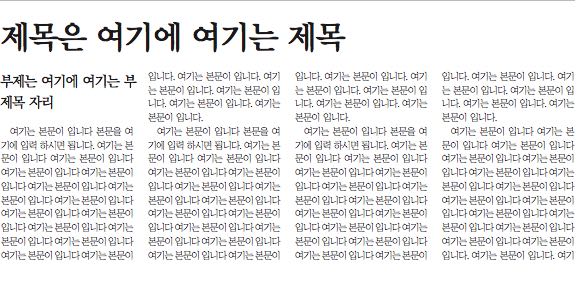 제목은 여기에 여기는 제목
부제는 여기에 여기는 부
제목 자리
여기는 본문이 입니다 본문을 여
기에 입력 하시면 됩니다. 여기는 본
문이 입니다 여기는 본문이 입니다
여기는 본문이 입니다 여기는 본문이
입니다 여기는 본문이 입니다 여기는
본문이 입니다 여기는 본문이 입니다
여기는 본문이 입니다 여기는 본문이
입니다 여기는 본문이 입니다 여기는
본문이 입니다 여기는 본문이 입니다
여기는 본문이 입니다 여기는 본문이
입니다. 여기는 본문이 입니다. 여기
는 본문이 입니다. 여기는 본문이 입
니다. 여기는 본문이 입니다. 여기는
본문이 입니다.
여기는 본문이 입니다 본문을 여
기에 입력 하시면 됩니다. 여기는 본
문이 입니다 여기는 본문이 입니다
여기는 본문이 입니다 여기는 본문이
입니다 여기는 본문이 입니다 여기는
본문이 입니다 여기는 본문이 입니다
여기는 본문이 입니다 여기는 본문이
입니다 여기는 본문이 입니다 여기는
본문이 입니다 여기는 본문이 입니다
여기는 본문이 입니다 여기는 본문이
입니다. 여기는 본문이 입니다. 여기
는 본문이 입니다. 여기는 본문이 입
니다. 여기는 본문이 입니다. 여기는
본문이 입니다.
여기는 본문이 입니다 본문을 여
기에 입력 하시면 됩니다. 여기는 본
문이 입니다 여기는 본문이 입니다
여기는 본문이 입니다 여기는 본문이
입니다 여기는 본문이 입니다 여기는
본문이 입니다 여기는 본문이 입니다
여기는 본문이 입니다 여기는 본문이
입니다 여기는 본문이 입니다 여기는
본문이 입니다 여기는 본문이 입니다
여기는 본문이 입니다 여기는 본문이
입니다. 여기는 본문이 입니다. 여기
는 본문이 입니다. 여기는 본문이 입
니다. 여기는 본문이 입니다. 여기는
본문이 입니다.
여기는 본문이 입니다 본문을 여
기에 입력 하시면 됩니다. 여기는 본
문이 입니다 여기는 본문이 입니다
여기는 본문이 입니다 여기는 본문이
입니다 여기는 본문이 입니다 여기는
본문이 입니다 여기는 본문이 입니다
여기는 본문이 입니다 여기는 본문이
입니다 여기는 본문이 입니다 여기는
본문이 입니다 여기는 본문이 입니다
입니다. 여기는 본문이 입니다. 여기